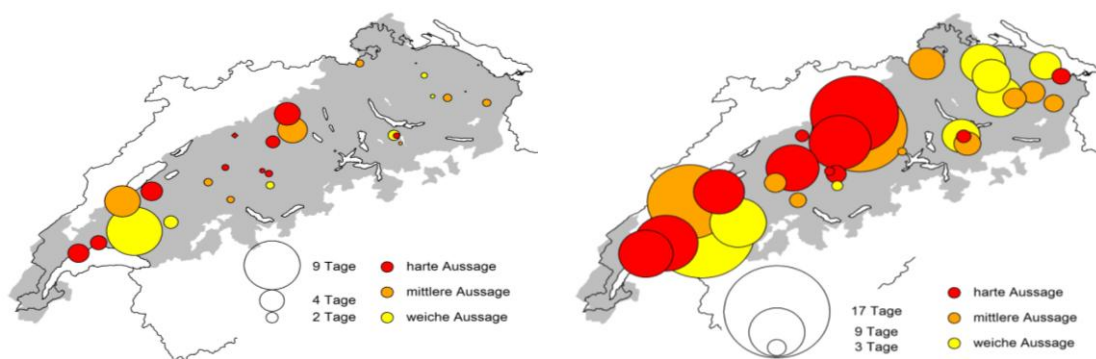 9 Tage
4 Tage
2 Tage
harte Aussage
mittlere Aussage
weiche Aussage
17 Tage
9 Tage
3 Tage
harte Aussage
mittlere Aussage
weiche Aussage